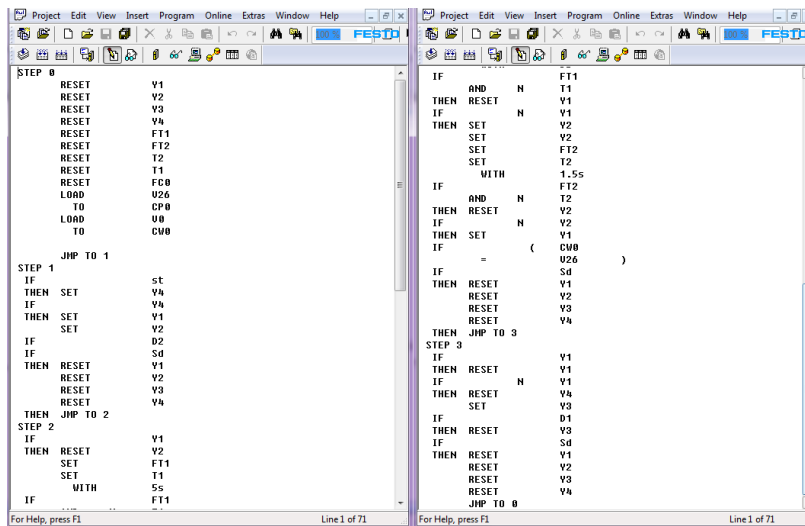 Project Edit View Insert Program Online Extras Window Help
100 % FESTO
STEP 0
RESET Y1
RESET Y2
RESET Y3
RESET Y4
RESET FT1
RESET FT2
RESET T2
RESET T1
RESET FC0
LOAD V26
TO CP0
LOAD V0
TO CW0
JMP TO 1
STEP 1
IF st
THEN SET Y4
IF Y4
THEN SET Y1
SET Y2
IF D2
IF Sd
THEN RESET Y1
RESET Y2
RESET Y3
RESET Y4
THEN JMP TO 2
STEP 2
IF Y1
THEN RESET Y2
SET FT1
SET T1
WITH 5s
IF FT1
For Help, press F1 Line 1 of 71
Project Edit View Insert Program Online Extras Window Help
100 % FESTO
IF FT1
AND N T1
THEN RESET Y1
IF N Y1
THEN SET Y2
SET Y2
SET FT2
SET T2
WITH 1.5s
IF FT2
AND N T2
THEN RESET Y2
IF N Y2
THEN SET Y1
IF ( CW0
= V26 )
IF Sd
THEN RESET Y1
RESET Y2
RESET Y3
RESET Y4
THEN JMP TO 3
STEP 3
IF Y1
THEN RESET Y1
IF N Y1
THEN RESET Y4
SET Y3
IF D1
THEN RESET Y3
IF Sd
THEN RESET Y1
RESET Y2
RESET Y3
RESET Y4
JMP TO 0
For Help, press F1 Line 1 of 71